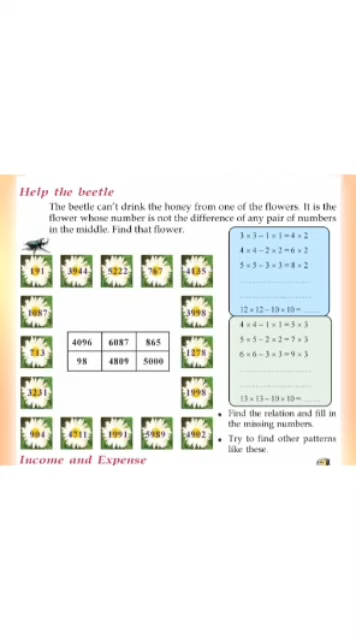 Help the beetle
The beetle can't drink the honey from one of the flowers. It is the
flower whose number is not the difference of any pair of numbers
in the middle. Find that flower.
191 3944 5222 767 4135
1087 3998
4096 6087 865
713 1278
98 4809 5000
3231 1998
904 4711 1991 5989 4902
3 × 3 – 1 × 1 = 4 × 2
4 × 4 – 2 × 2 = 6 × 2
5 × 5 – 3 × 3 = 8 × 2
....................
....................
12 × 12 – 10 × 10 = ......
4 × 4 – 1 × 1 = 5 × 3
5 × 5 – 2 × 2 = 7 × 3
6 × 6 – 3 × 3 = 9 × 3
....................
....................
13 × 13 – 10 × 10 = ......
• Find the relation and fill in
the missing numbers.
• Try to find other patterns
like these.
Income and Expense